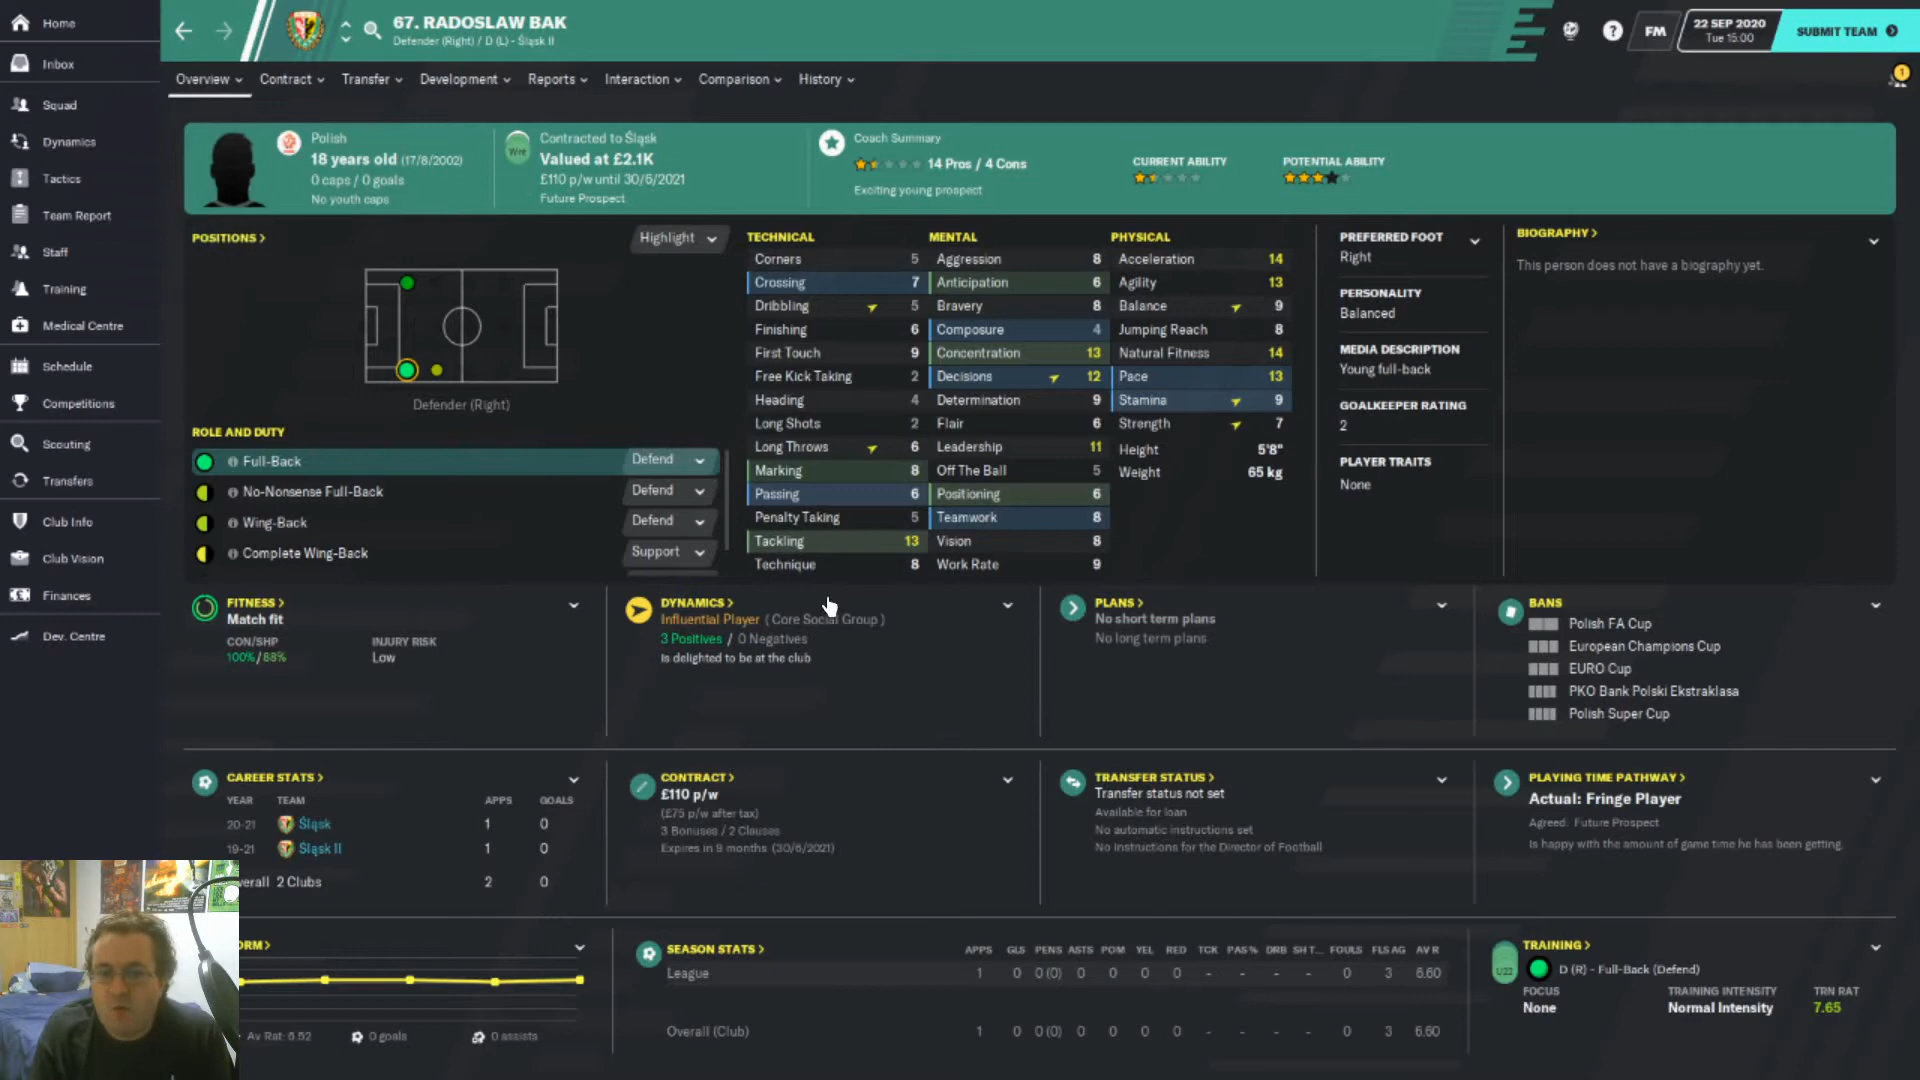 Home
Inbox
Squad
Dynamics
Tactics
Team Report
Staff
Training
Medical Centre
Schedule
Competitions
Scouting
Transfers
Club Info
Club Vision
Finances
Dev. Centre
67. RADOSLAW BAK
Defender (Right) / D (L) - Śląsk II
FM
22 SEP 2020
Tue 15:00
SUBMIT TEAM
Overview
Contract
Transfer
Development
Reports
Interaction
Comparison
History
1
Polish
18 years old (17/8/2002)
0 caps / 0 goals
No youth caps
Wre
Contracted to Śląsk
Valued at £2.1K
£110 p/w until 30/6/2021
Future Prospect
Coach Summary
14 Pros / 4 Cons
Exciting young prospect
CURRENT ABILITY
POTENTIAL ABILITY
POSITIONS >
Highlight
Defender (Right)
ROLE AND DUTY
Full-Back Defend
No-Nonsense Full-Back Defend
Wing-Back Defend
Complete Wing-Back Support
TECHNICAL
Corners 5
Crossing 7
Dribbling 5
Finishing 6
First Touch 9
Free Kick Taking 2
Heading 4
Long Shots 2
Long Throws 6
Marking 8
Passing 6
Penalty Taking 5
Tackling 13
Technique 8
MENTAL
Aggression 8
Anticipation 6
Bravery 8
Composure 4
Concentration 13
Decisions 12
Determination 9
Flair 6
Leadership 11
Off The Ball 5
Positioning 6
Teamwork 8
Vision 8
Work Rate 9
PHYSICAL
Acceleration 14
Agility 13
Balance 9
Jumping Reach 8
Natural Fitness 14
Pace 13
Stamina 9
Strength 7
Height 5'8"
Weight 65 kg
PREFERRED FOOT
Right
PERSONALITY
Balanced
MEDIA DESCRIPTION
Young full-back
GOALKEEPER RATING
2
PLAYER TRAITS
None
BIOGRAPHY >
This person does not have a biography yet.
FITNESS >
Match fit
CON/SHP INJURY RISK
100%/88% Low
DYNAMICS >
Influential Player ( Core Social Group )
3 Positives / 0 Negatives
Is delighted to be at the club
PLANS >
No short term plans
No long term plans
BANS
Polish FA Cup
European Champions Cup
EURO Cup
PKO Bank Polski Ekstraklasa
Polish Super Cup
CAREER STATS >
YEAR TEAM APPS GOALS
20-21 Śląsk 1 0
19-21 Śląsk II 1 0
verall 2 Clubs 2 0
CONTRACT >
£110 p/w
(£75 p/w after tax)
3 Bonuses / 2 Clauses
Expires in 9 months (30/6/2021)
TRANSFER STATUS >
Transfer status not set
Available for loan
No automatic instructions set
No instructions for the Director of Football
PLAYING TIME PATHWAY >
Actual: Fringe Player
Agreed: Future Prospect
Is happy with the amount of game time he has been getting.
ORM >
Av Rat: 6.52 0 goals 0 assists
SEASON STATS >
APPS GLS PENS ASTS POM YEL RED TCK PAS% DRB SH T... FOULS FLS AG AV R
League 1 0 0 (0) 0 0 0 0 - - - - 0 3 6.60
Overall (Club) 1 0 0 (0) 0 0 0 0 - - - - 0 3 6.60
TRAINING >
U22
D (R) - Full-Back (Defend)
FOCUS TRAINING INTENSITY TRN RAT
None Normal Intensity 7.65